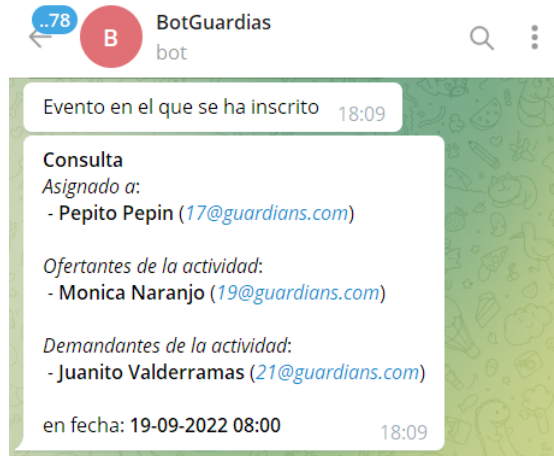 ..78
B
BotGuardias
bot
Evento en el que se ha inscrito 18:09
Consulta
Asignado a:
- Pepito Pepin (17@guardians.com)
Ofertantes de la actividad:
- Monica Naranjo (19@guardians.com)
Demandantes de la actividad:
- Juanito Valderramas (21@guardians.com)
en fecha: 19-09-2022 08:00
18:09